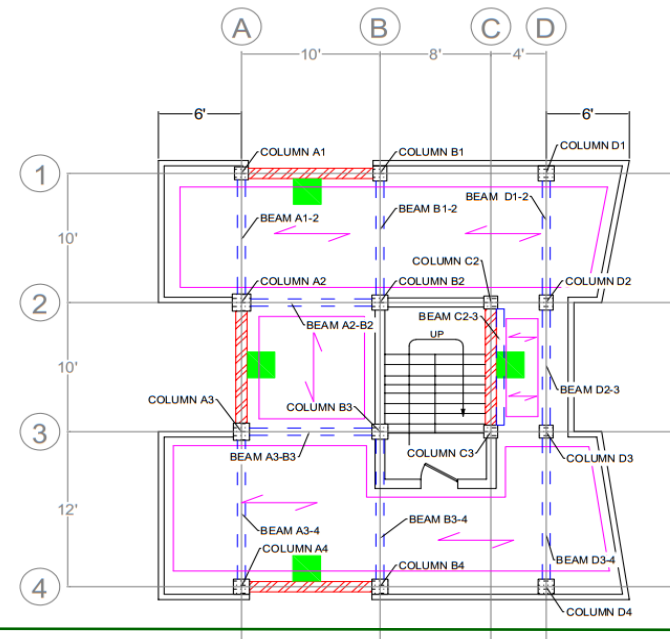 A
B
C
D
10'
8'
4'
6'
6'
COLUMN A1
COLUMN B1
COLUMN D1
1
BEAM A1-2
BEAM B1-2
BEAM D1-2
10'
COLUMN C2
COLUMN A2
COLUMN B2
COLUMN D2
2
BEAM A2-B2
BEAM C2-3
UP
10'
BEAM D2-3
COLUMN A3
COLUMN B3
3
BEAM A3-B3
COLUMN C3
COLUMN D3
12'
BEAM A3-4
BEAM B3-4
COLUMN A4
COLUMN B4
BEAM D3-4
4
COLUMN D4